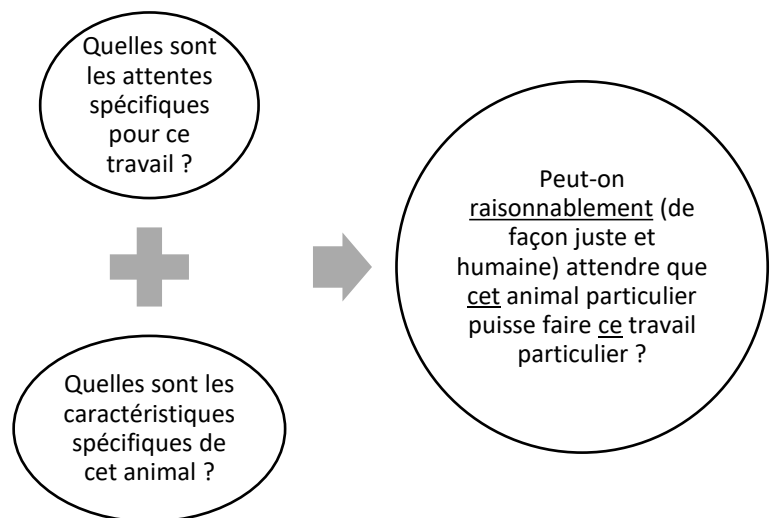 Quelles sont
les attentes
spécifiques
pour ce
travail ?
Quelles sont les
caractéristiques
spécifiques de
cet animal ?
Peut-on
raisonnablement (de
façon juste et
humaine) attendre que
cet animal particulier
puisse faire ce travail
particulier ?